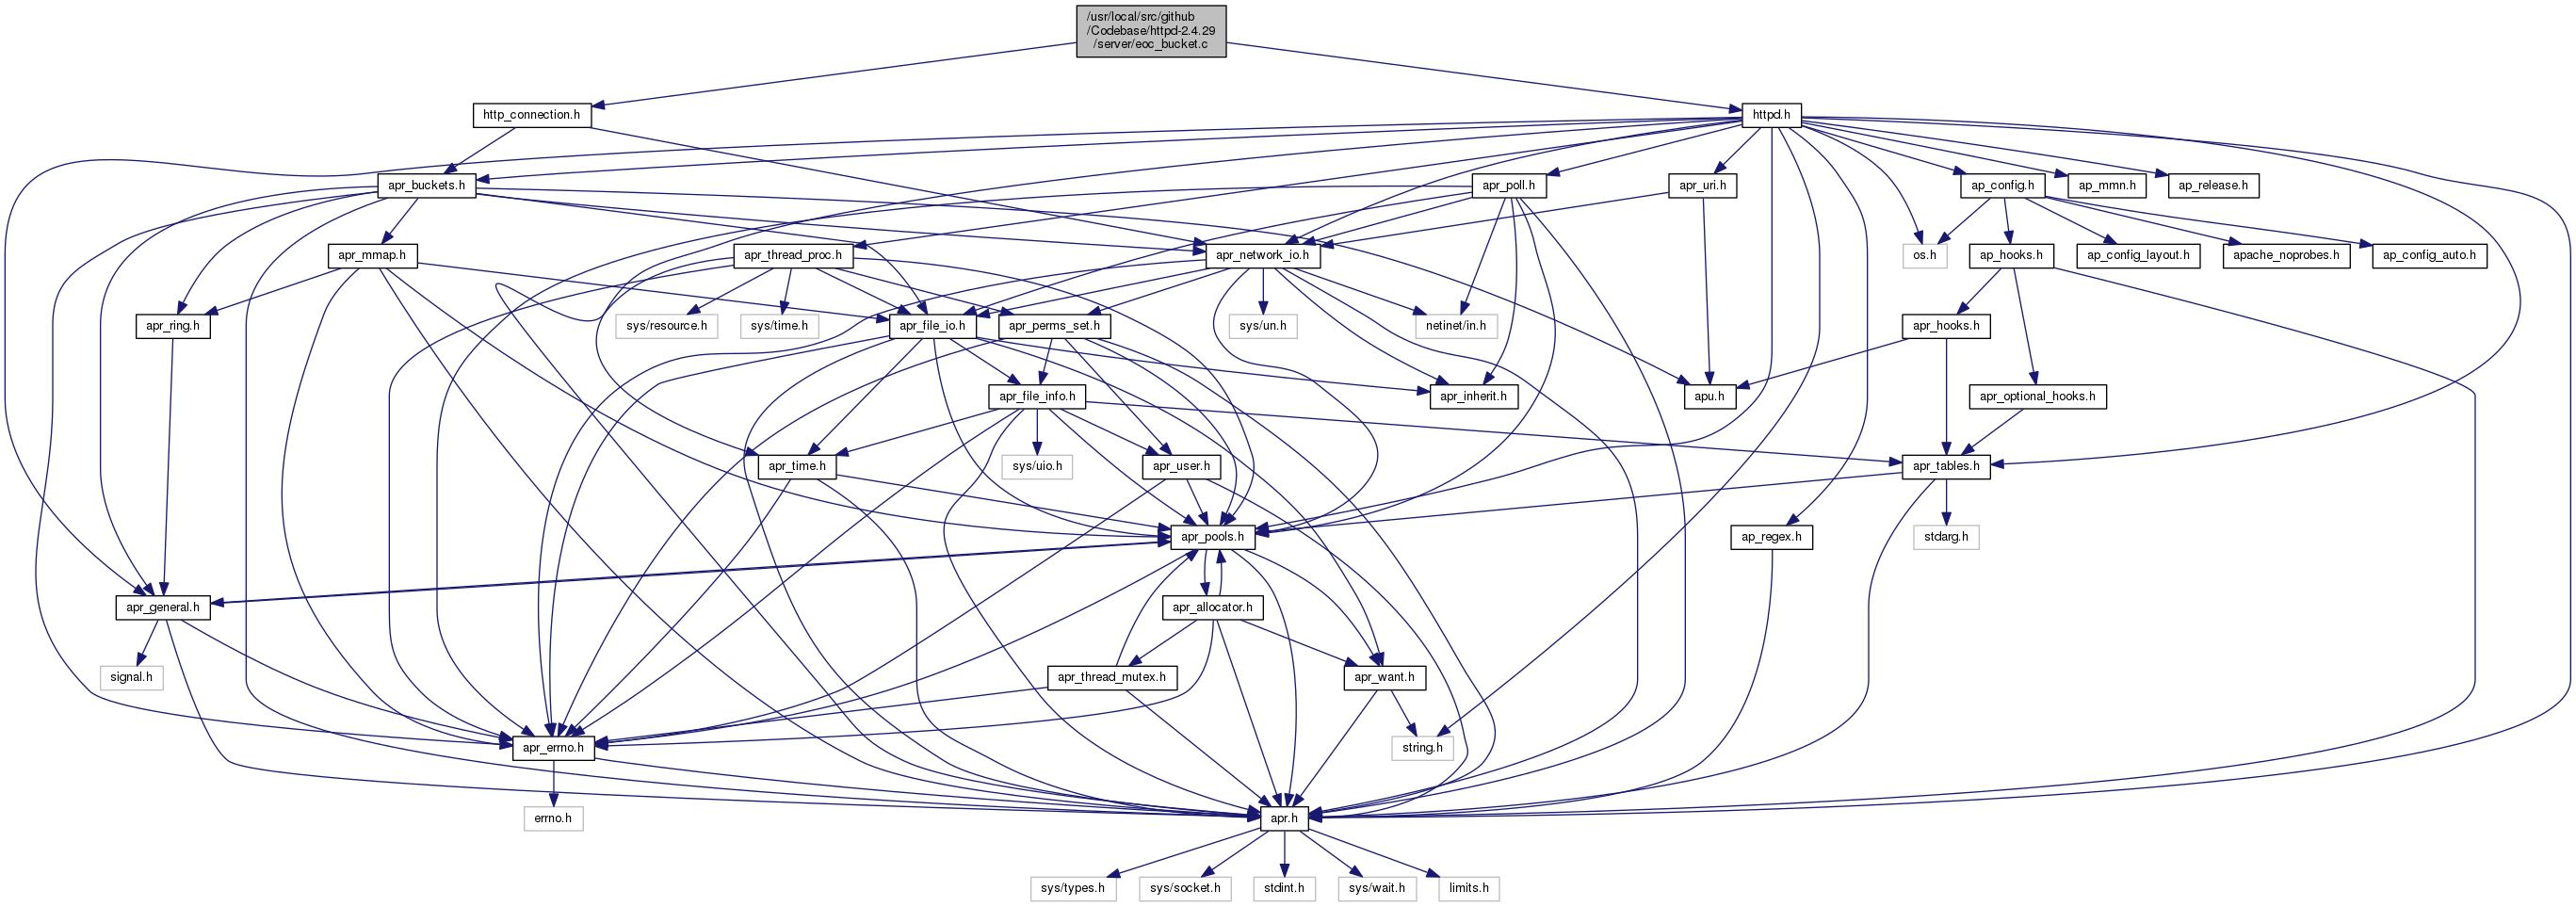 /usr/local/src/github
/Codebase/httpd-2.4.29
/server/eoc_bucket.c
http_connection.h
httpd.h
apr_buckets.h
apr_poll.h
apr_uri.h
ap_config.h
ap_mmn.h
ap_release.h
apr_mmap.h
apr_thread_proc.h
apr_network_io.h
os.h
ap_hooks.h
ap_config_layout.h
apache_noprobes.h
ap_config_auto.h
apr_ring.h
sys/resource.h
sys/time.h
apr_file_io.h
apr_perms_set.h
sys/un.h
netinet/in.h
apr_hooks.h
apr_file_info.h
apr_inherit.h
apu.h
apr_optional_hooks.h
apr_time.h
sys/uio.h
apr_user.h
apr_tables.h
apr_pools.h
ap_regex.h
stdarg.h
apr_general.h
apr_allocator.h
signal.h
apr_thread_mutex.h
apr_want.h
apr_errno.h
string.h
errno.h
apr.h
sys/types.h
sys/socket.h
stdint.h
sys/wait.h
limits.h